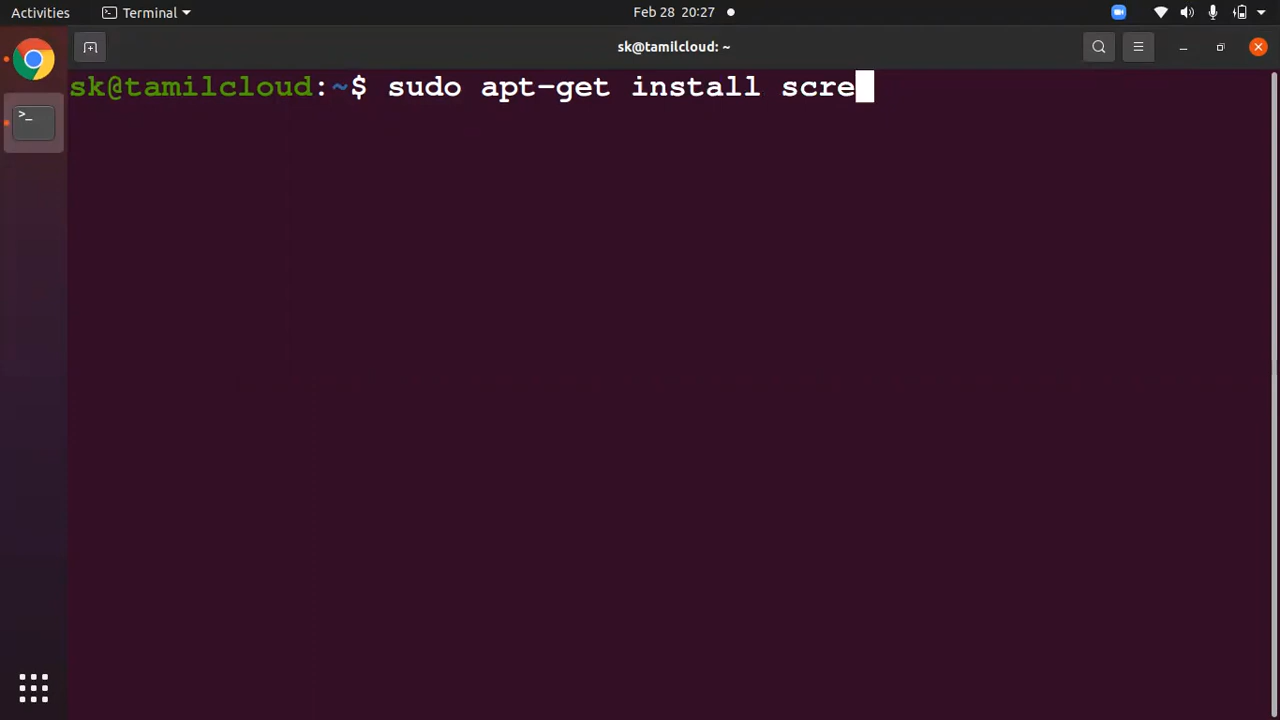 Activities
Terminal
Feb 28 20:27
sk@tamilcloud: ~
>_
sk@tamilcloud:~$ sudo apt-get install scre